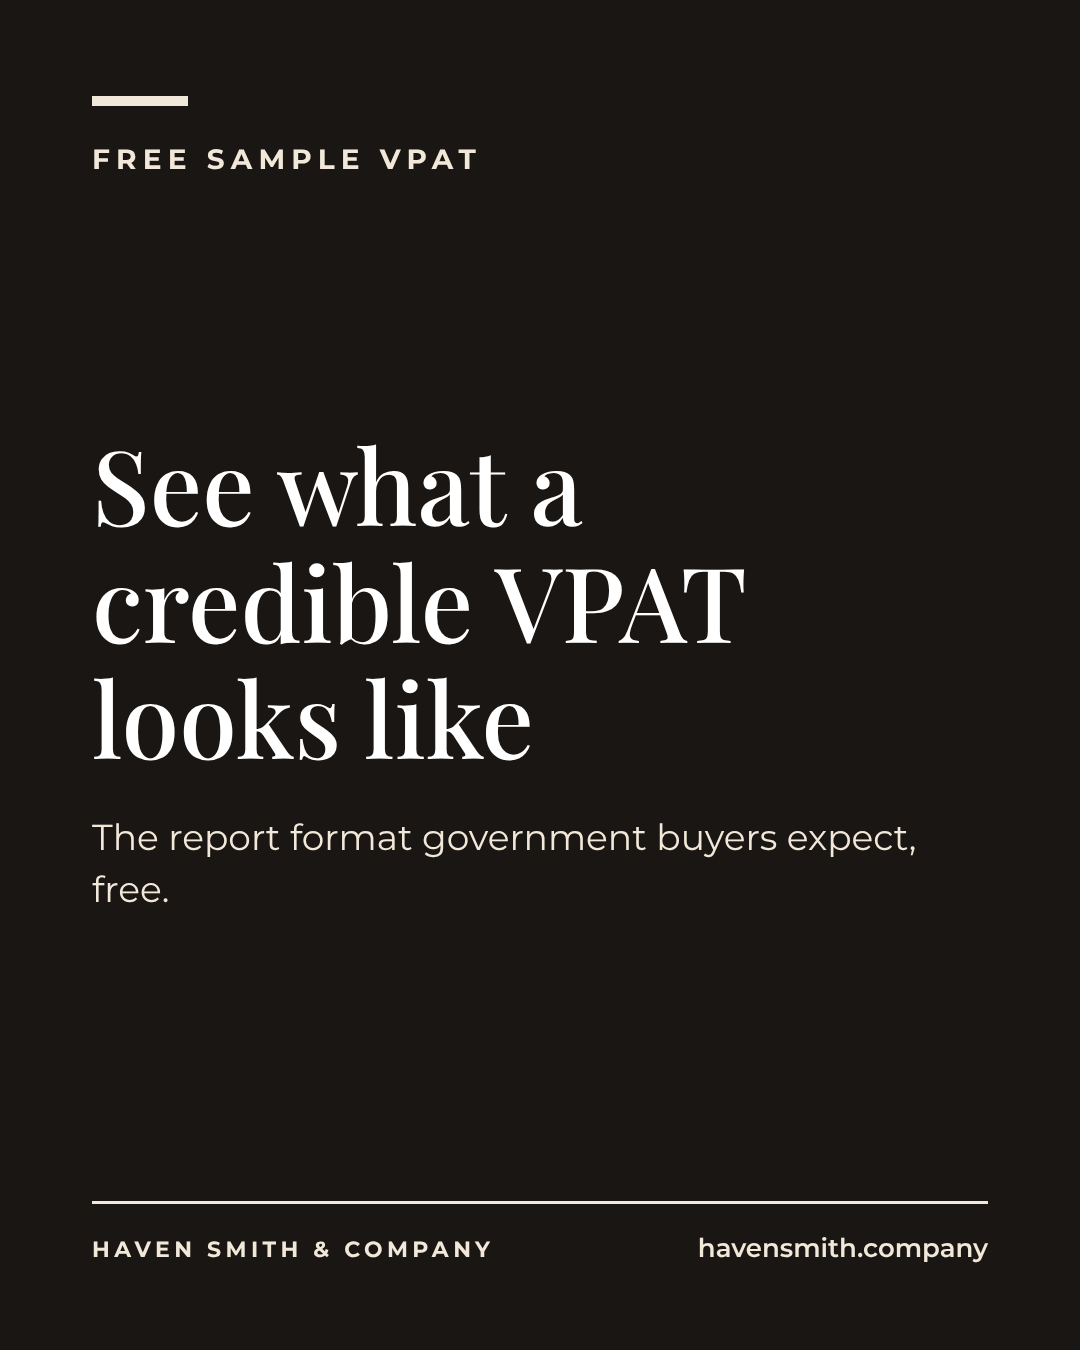 FREE SAMPLE VPAT
See what a
credible VPAT
looks like
The report format government buyers expect,
free.
HAVEN SMITH & COMPANY
havensmith.company